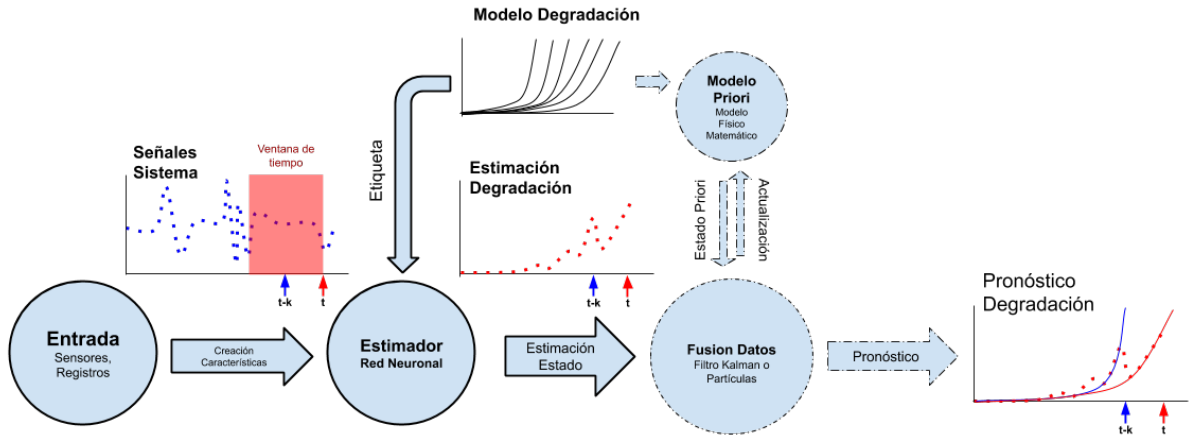 Modelo Degradación
Modelo
Priori
Modelo
Físico
Matemático
Señales
Sistema
Ventana de
tiempo
Etiqueta
Estimación
Degradación
Estado Priori
Actualización
t-k
t
t-k
t
Entrada
Sensores,
Registros
Creación
Características
Estimador
Red Neuronal
Estimación
Estado
Fusion Datos
Filtro Kalman o
Partículas
Pronóstico
Pronóstico
Degradación
t-k
t